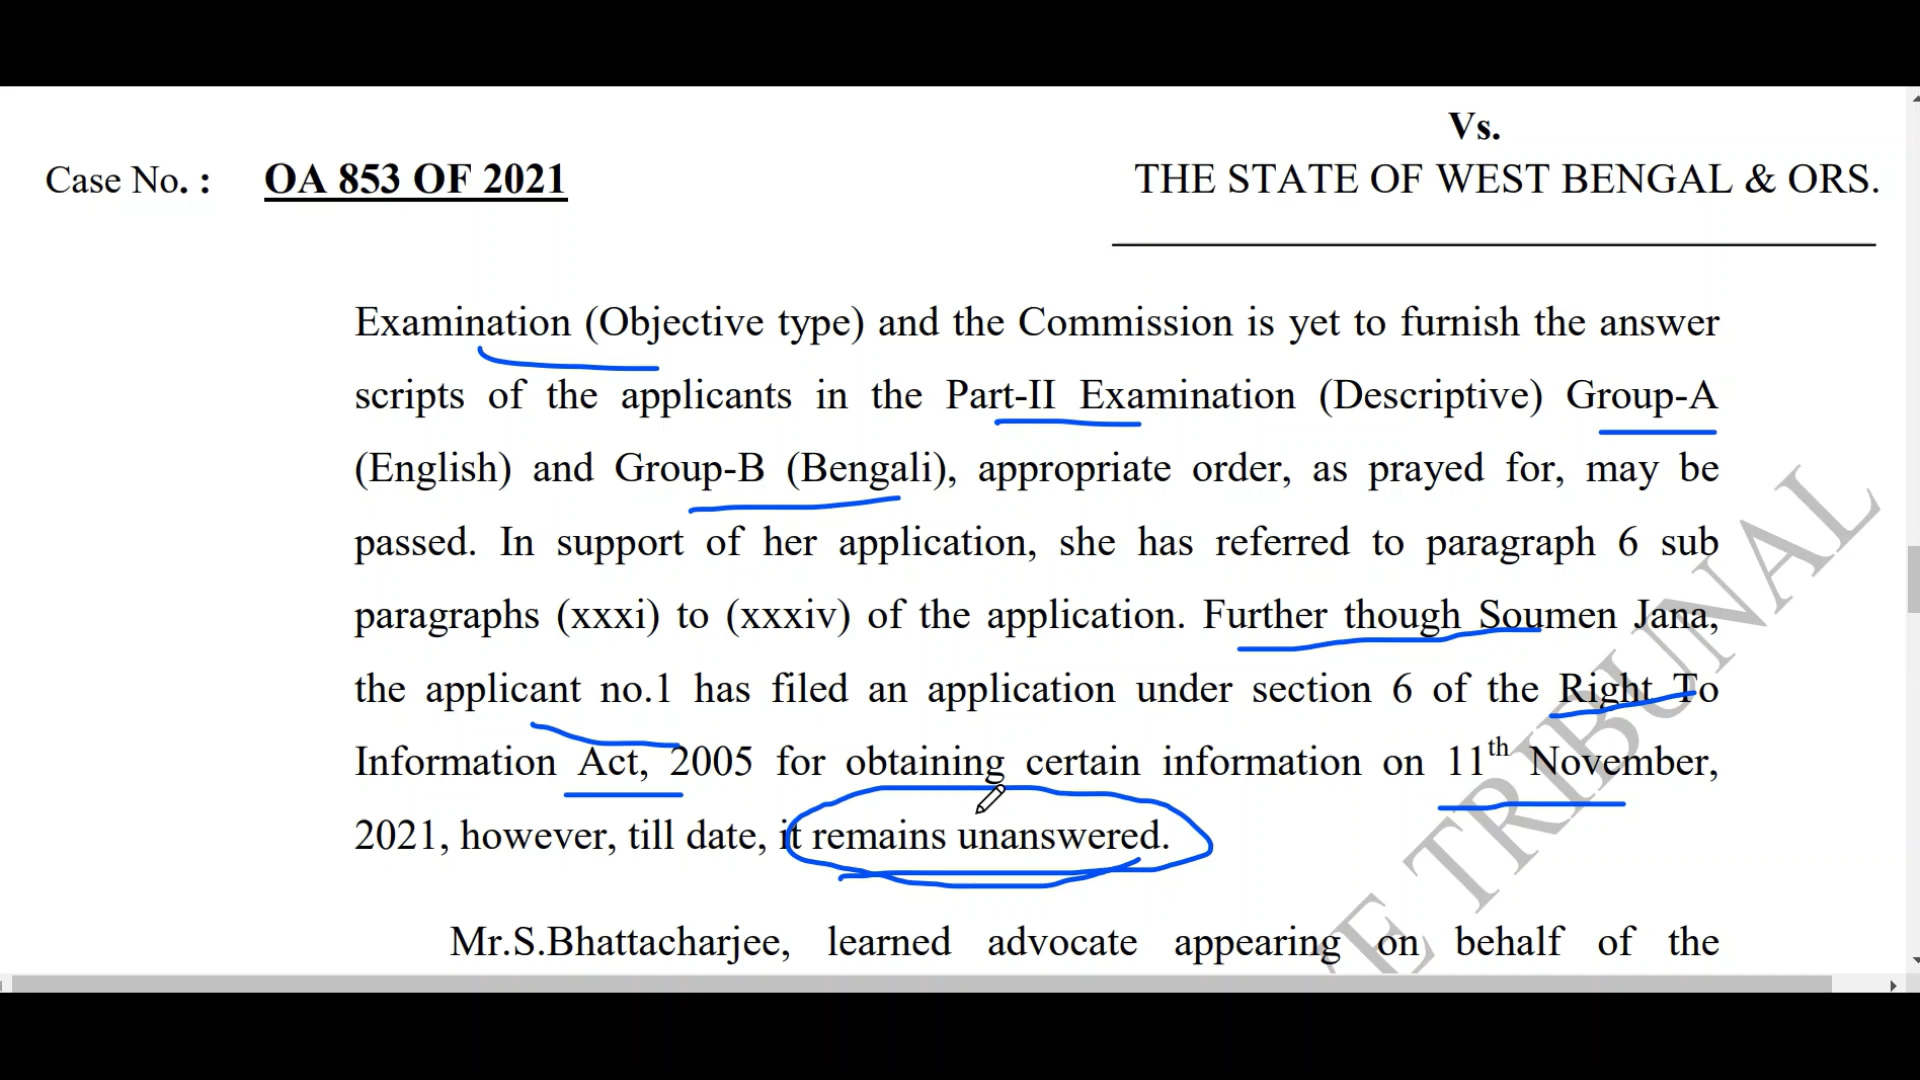 Vs.
Case No. : OA 853 OF 2021 THE STATE OF WEST BENGAL & ORS.
Examination (Objective type) and the Commission is yet to furnish the answer
scripts of the applicants in the Part-II Examination (Descriptive) Group-A
(English) and Group-B (Bengali), appropriate order, as prayed for, may be
passed. In support of her application, she has referred to paragraph 6 sub
paragraphs (xxxi) to (xxxiv) of the application. Further though Soumen Jana,
the applicant no.1 has filed an application under section 6 of the Right To
Information Act, 2005 for obtaining certain information on 11th November,
2021, however, till date, it remains unanswered.
Mr.S.Bhattacharjee, learned advocate appearing on behalf of the
TRIBUNAL